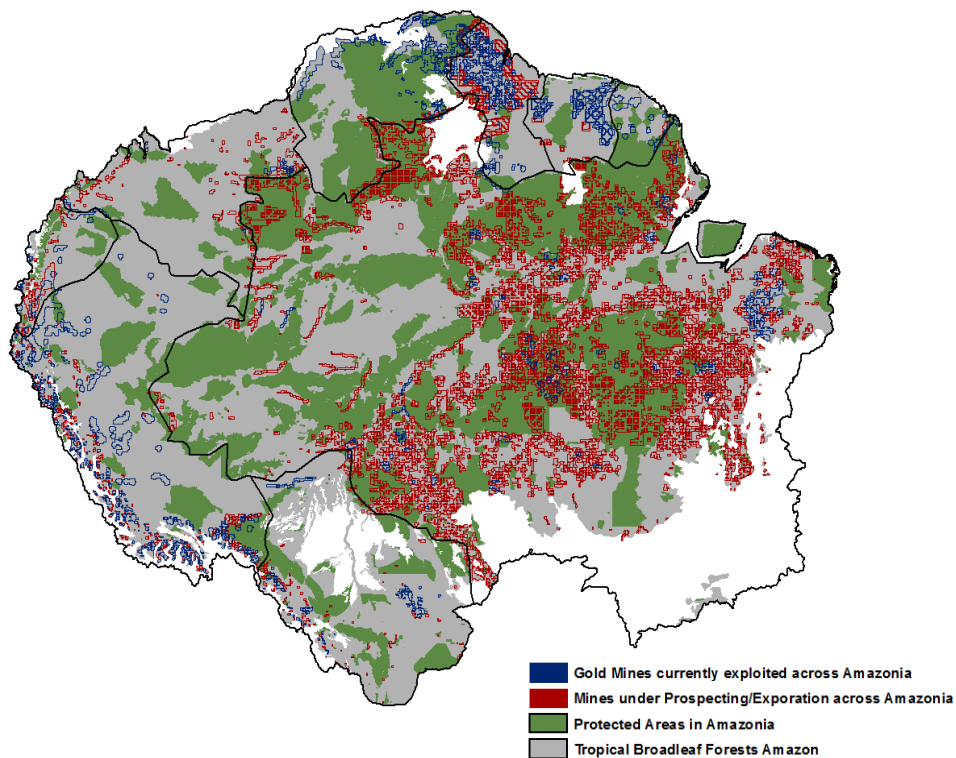 Gold Mines currently exploited across Amazonia
Mines under Prospecting/Exporation across Amazonia
Protected Areas in Amazonia
Tropical Broadleaf Forests Amazon